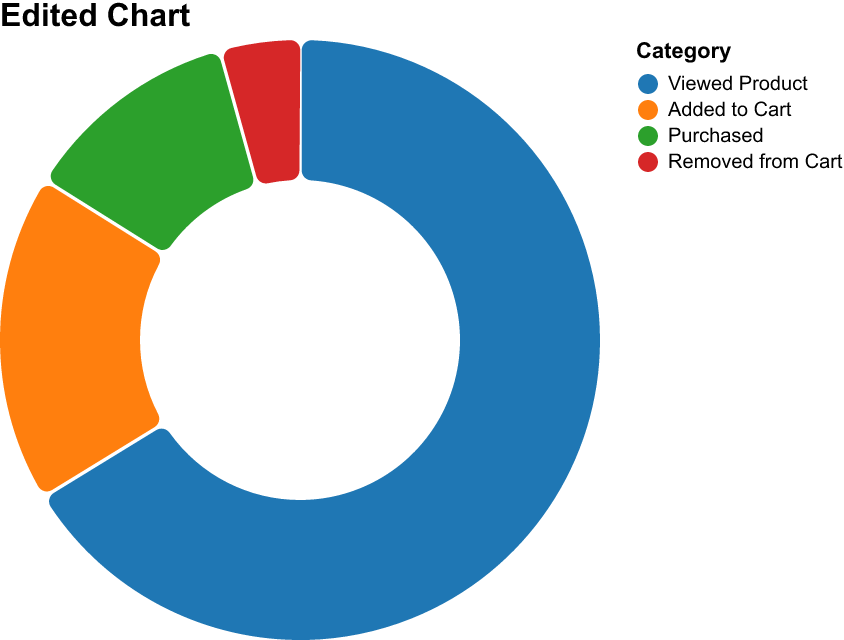 Edited Chart
Category
Viewed Product
Added to Cart
Purchased
Removed from Cart